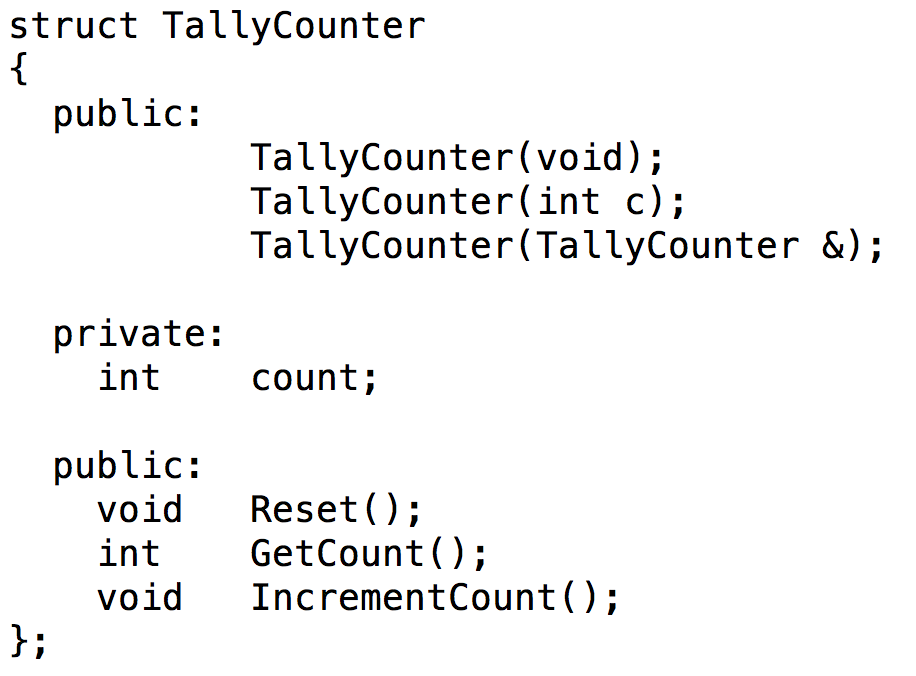 struct TallyCounter
{
  public:
           TallyCounter(void);
           TallyCounter(int c);
           TallyCounter(TallyCounter &);

  private:
    int    count;

  public:
    void   Reset();
    int    GetCount();
    void   IncrementCount();
};